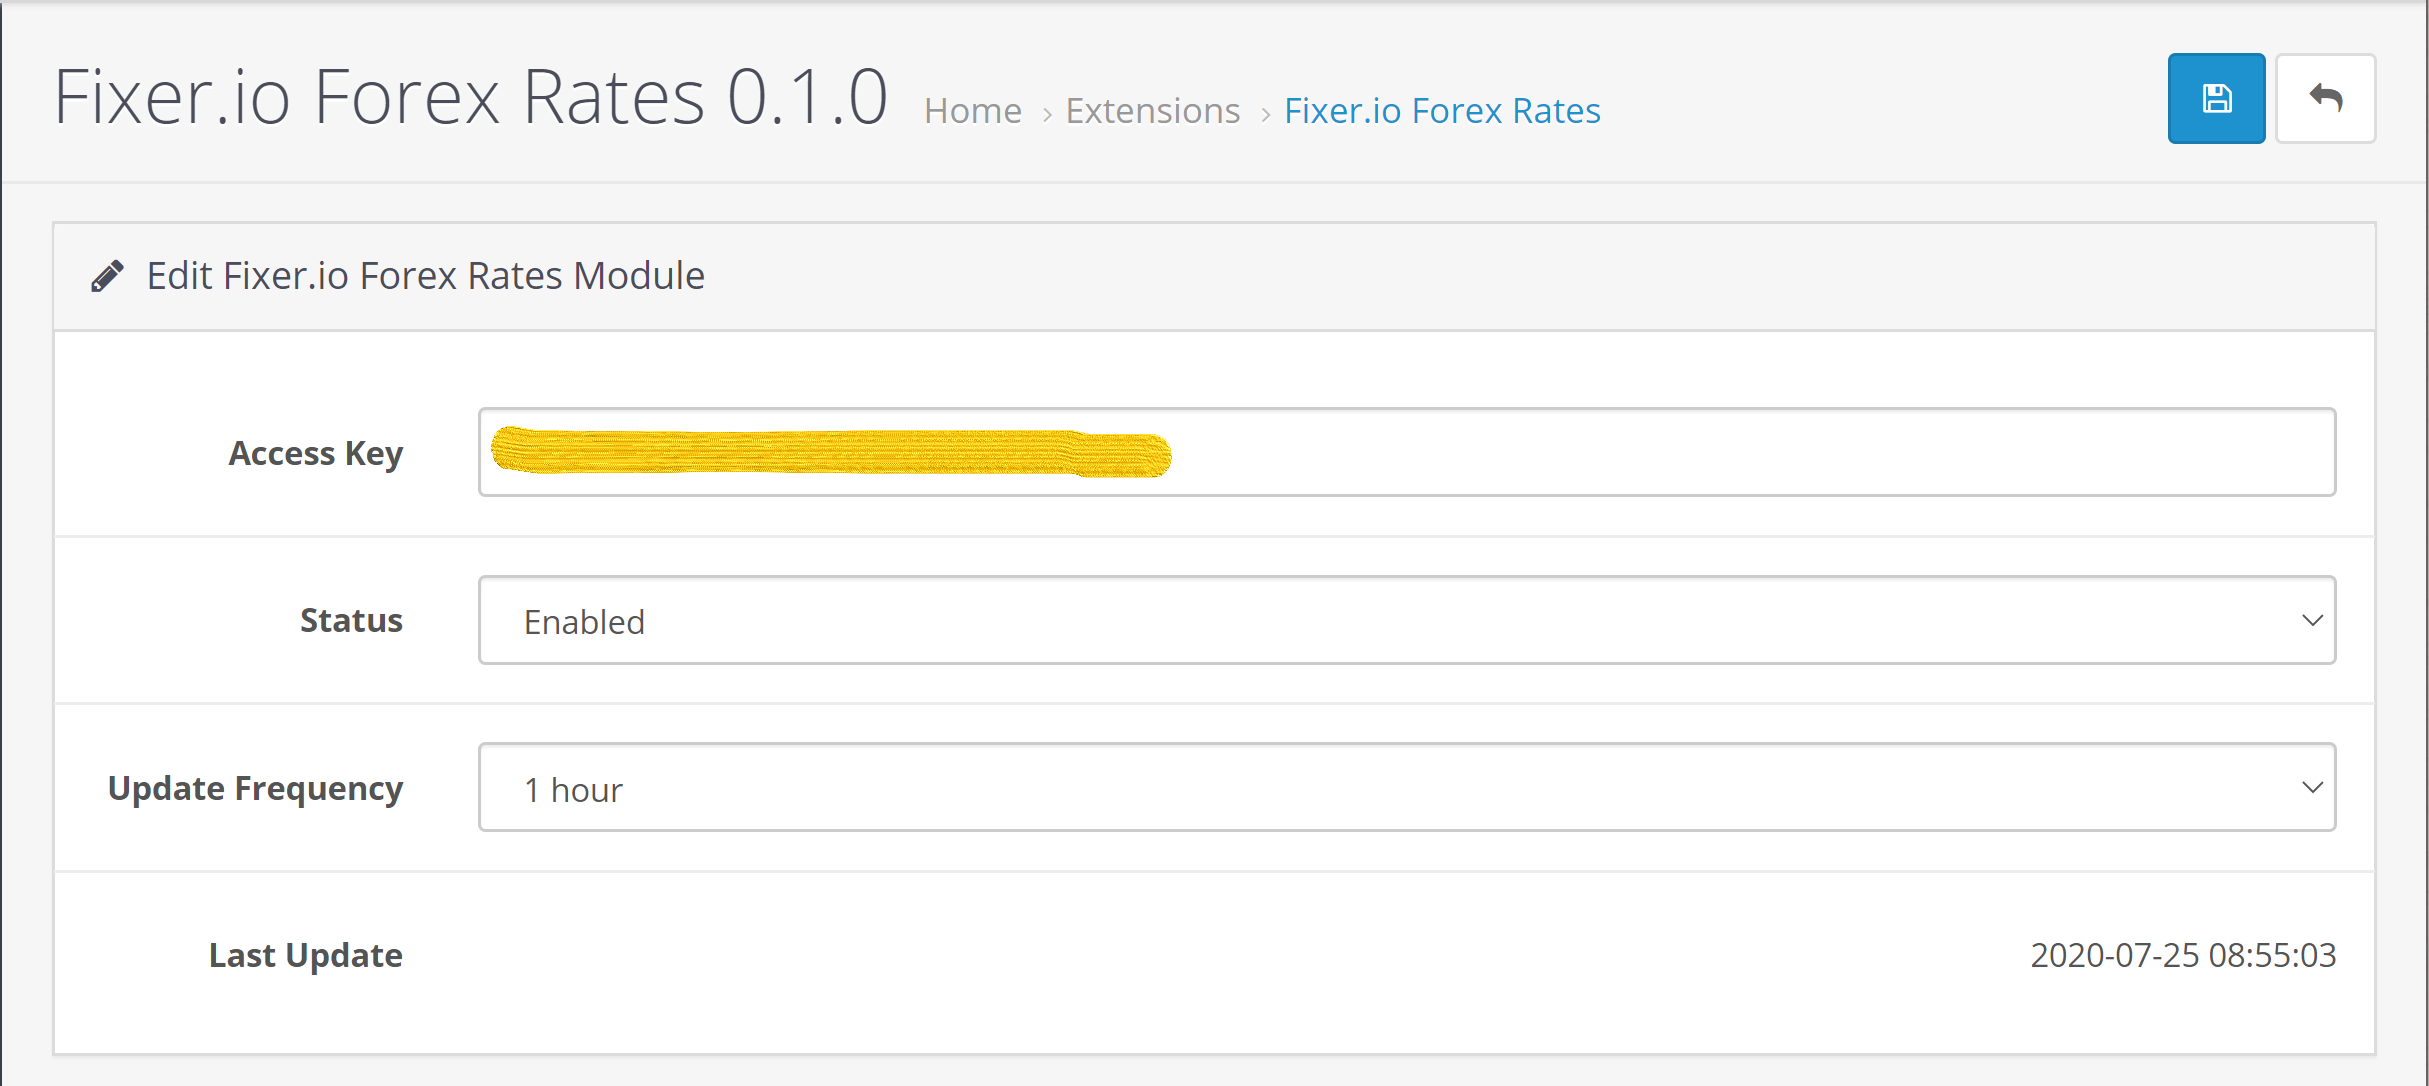 Fixer.io Forex Rates 0.1.0 Home › Extensions › Fixer.io Forex Rates
Edit Fixer.io Forex Rates Module
Access Key
Status Enabled
Update Frequency 1 hour
Last Update 2020-07-25 08:55:03